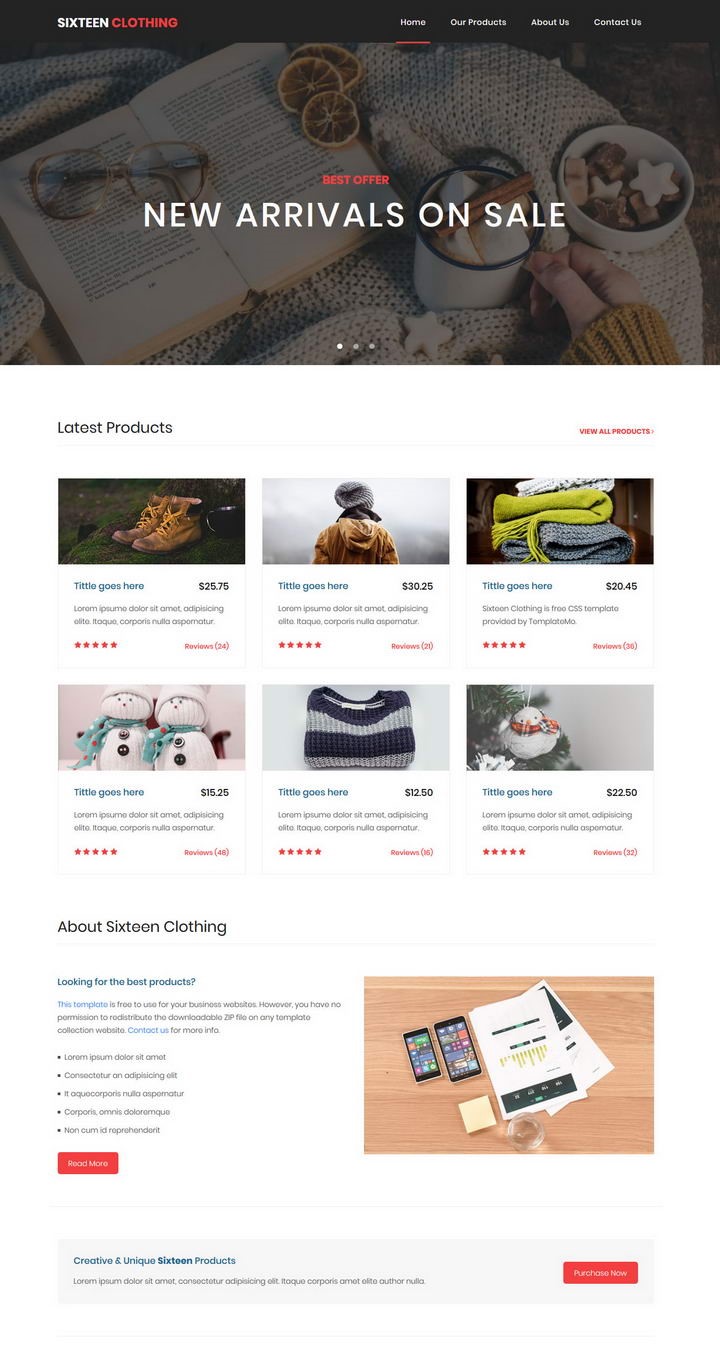 SIXTEEN CLOTHING
Home Our Products About Us Contact Us
BEST OFFER
NEW ARRIVALS ON SALE
Latest Products
VIEW ALL PRODUCTS ›
Tittle goes here $25.75
Lorem ipsume dolor sit amet, adipisicing
elite. Itaque, corporis nulla aspernatur.
Reviews (24)
Tittle goes here $30.25
Lorem ipsume dolor sit amet, adipisicing
elite. Itaque, corporis nulla aspernatur.
Reviews (21)
Tittle goes here $20.45
Sixteen Clothing is free CSS template
provided by TemplateMo.
Reviews (36)
Tittle goes here $15.25
Lorem ipsume dolor sit amet, adipisicing
elite. Itaque, corporis nulla aspernatur.
Reviews (48)
Tittle goes here $12.50
Lorem ipsume dolor sit amet, adipisicing
elite. Itaque, corporis nulla aspernatur.
Reviews (16)
Tittle goes here $22.50
Lorem ipsume dolor sit amet, adipisicing
elite. Itaque, corporis nulla aspernatur.
Reviews (32)
About Sixteen Clothing
Looking for the best products?
This template is free to use for your business websites. However, you have no
permission to redistribute the downloadable ZIP file on any template
collection website. Contact us for more info.
Lorem ipsum dolor sit amet
Consectetur an adipisicing elit
It aquecorporis nulla aspernatur
Corporis, omnis doloremque
Non cum id reprehenderit
Read More
Creative & Unique Sixteen Products
Lorem ipsum dolor sit amet, consectetur adipisicing elit. Itaque corporis amet elite author nulla.
Purchase Now